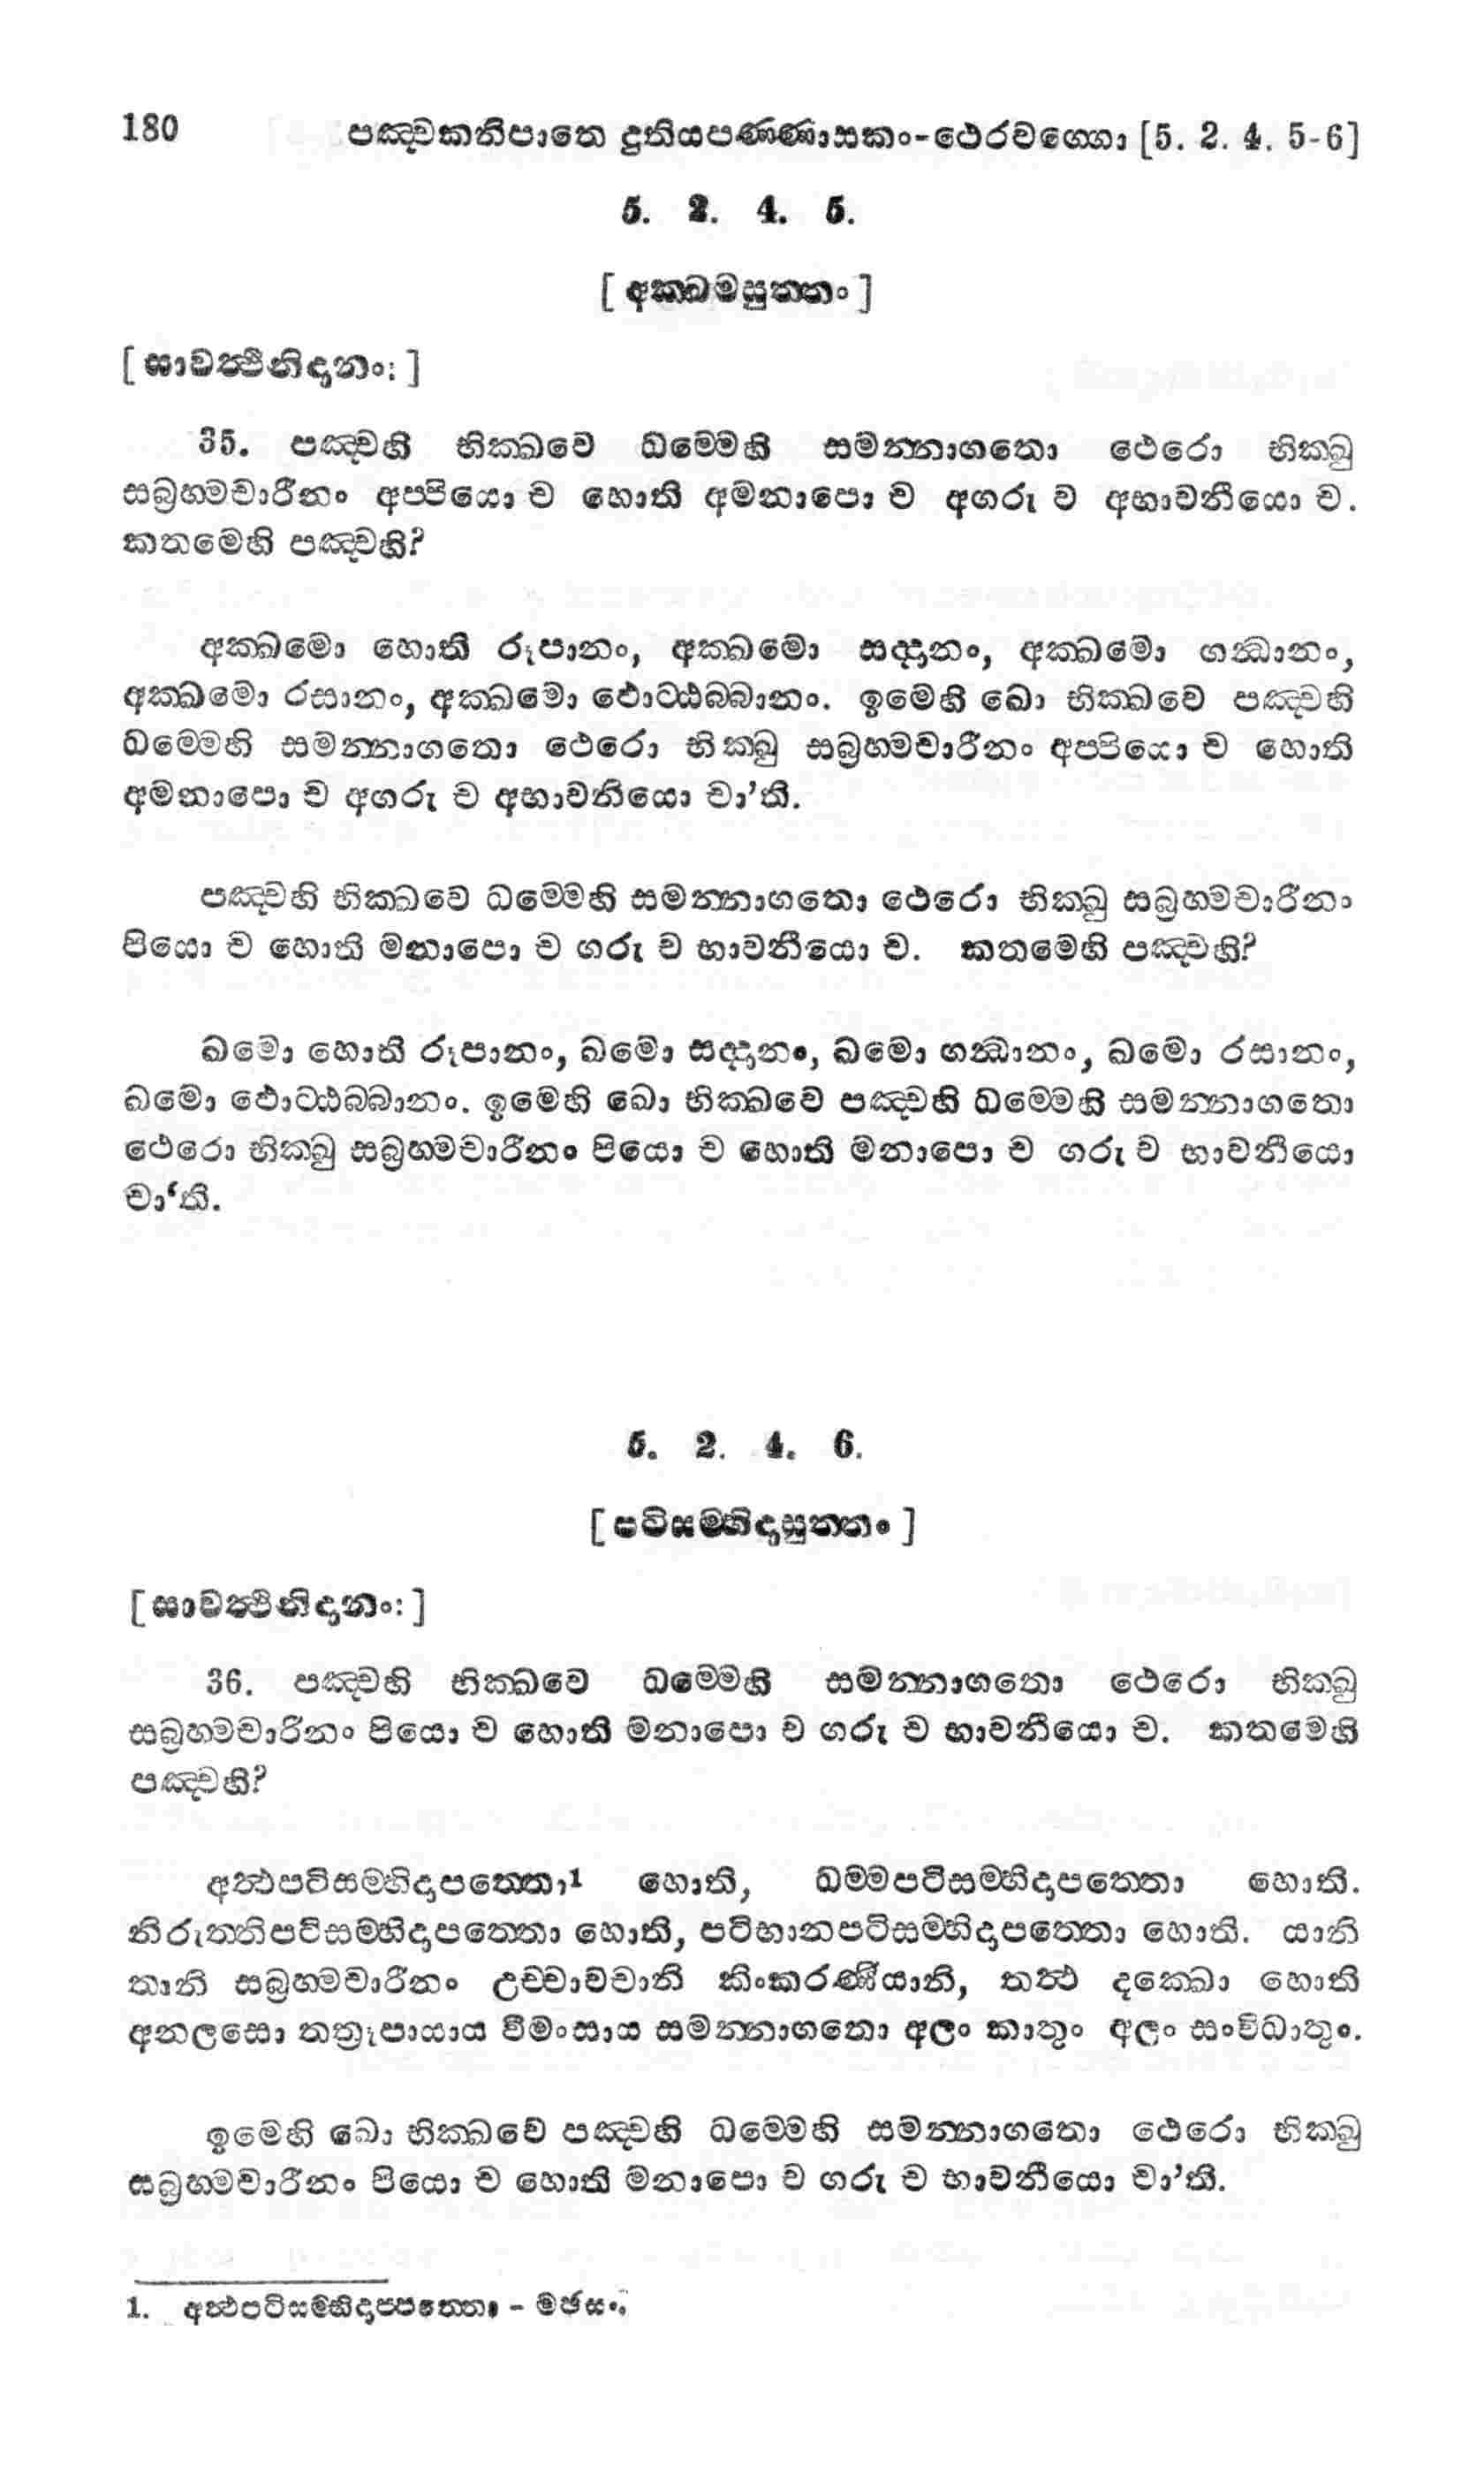 180 පඤ්චකනිපාතෙ දුතියපණ්ණාසකං-ථෙරවග්ගො [5. 2. 4. 5-6]
5. 2. 4. 5.
[ අක්ඛමසුත්තං ]
[ සාවත්ථිනිදානං: ]
35. පඤ්චහි භික්ඛවෙ ධම්මෙහි සමන්නාගතො ථෙරො භික්ඛු
සබ්‍රහ්මචාරීනං අප්පියො ච හොති අමනාපො ච අගරු ච අභාවනීයො ච.
කතමෙහි පඤ්චහි?
අක්ඛමො හොති රූපානං, අක්ඛමො සද්දානං, අක්ඛමො ගන්ධානං,
අක්ඛමො රසානං, අක්ඛමො ඵොට්ඨබ්බානං. ඉමෙහි ඛො භික්ඛවෙ පඤ්චහි
ධම්මෙහි සමන්නාගතො ථෙරො භික්ඛු සබ්‍රහ්මචාරීනං අප්පියො ච හොති
අමනාපො ච අගරු ච අභාවනීයො චා’ති.
පඤ්චහි භික්ඛවෙ ධම්මෙහි සමන්නාගතො ථෙරො භික්ඛු සබ්‍රහ්මචාරීනං
පියො ච හොති මනාපො ච ගරු ච භාවනීයො ච. කතමෙහි පඤ්චහි?
ඛමො හොති රූපානං, ඛමො සද්දානං, ඛමො ගන්ධානං, ඛමො රසානං,
ඛමො ඵොට්ඨබ්බානං. ඉමෙහි ඛො භික්ඛවෙ පඤ්චහි ධම්මෙහි සමන්නාගතො
ථෙරො භික්ඛු සබ්‍රහ්මචාරීනං පියො ච හොති මනාපො ච ගරු ච භාවනීයො
චා‘ති.
5. 2. 4. 6.
[ පටිසම්භිදාසුත්තං ]
[ සාවත්ථිනිදානං: ]
36. පඤ්චහි භික්ඛවෙ ධම්මෙහි සමන්නාගතො ථෙරො භික්ඛු
සබ්‍රහ්මචාරීනං පියො ච හොති මනාපො ච ගරු ච භාවනීයො ච. කතමෙහි
පඤ්චහි?
අත්ථපටිසම්භිදාපත්තො¹ හොති, ධම්මපටිසම්භිදාපත්තො හොති.
නිරුත්තිපටිසම්භිදාපත්තො හොති, පටිභානපටිසම්භිදාපත්තො හොති. යානි
තානි සබ්‍රහ්මචාරීනං උච්චාවචානි කිංකරණීයානි, තත්ථ දක්ඛො හොති
අනලසො තත්‍රූපායාය වීමංසාය සමන්නාගතො අලං කාතුං අලං සංවිධාතුං.
ඉමෙහි ඛො භික්ඛවේ පඤ්චහි ධම්මෙහි සමන්නාගතො ථෙරො භික්ඛු
සබ්‍රහ්මචාරීනං පියො ච හොති මනාපො ච ගරු ච භාවනීයො චා’ති.
1. අත්ථපටිසම්භිදාප්පත්තො - මඡසං.